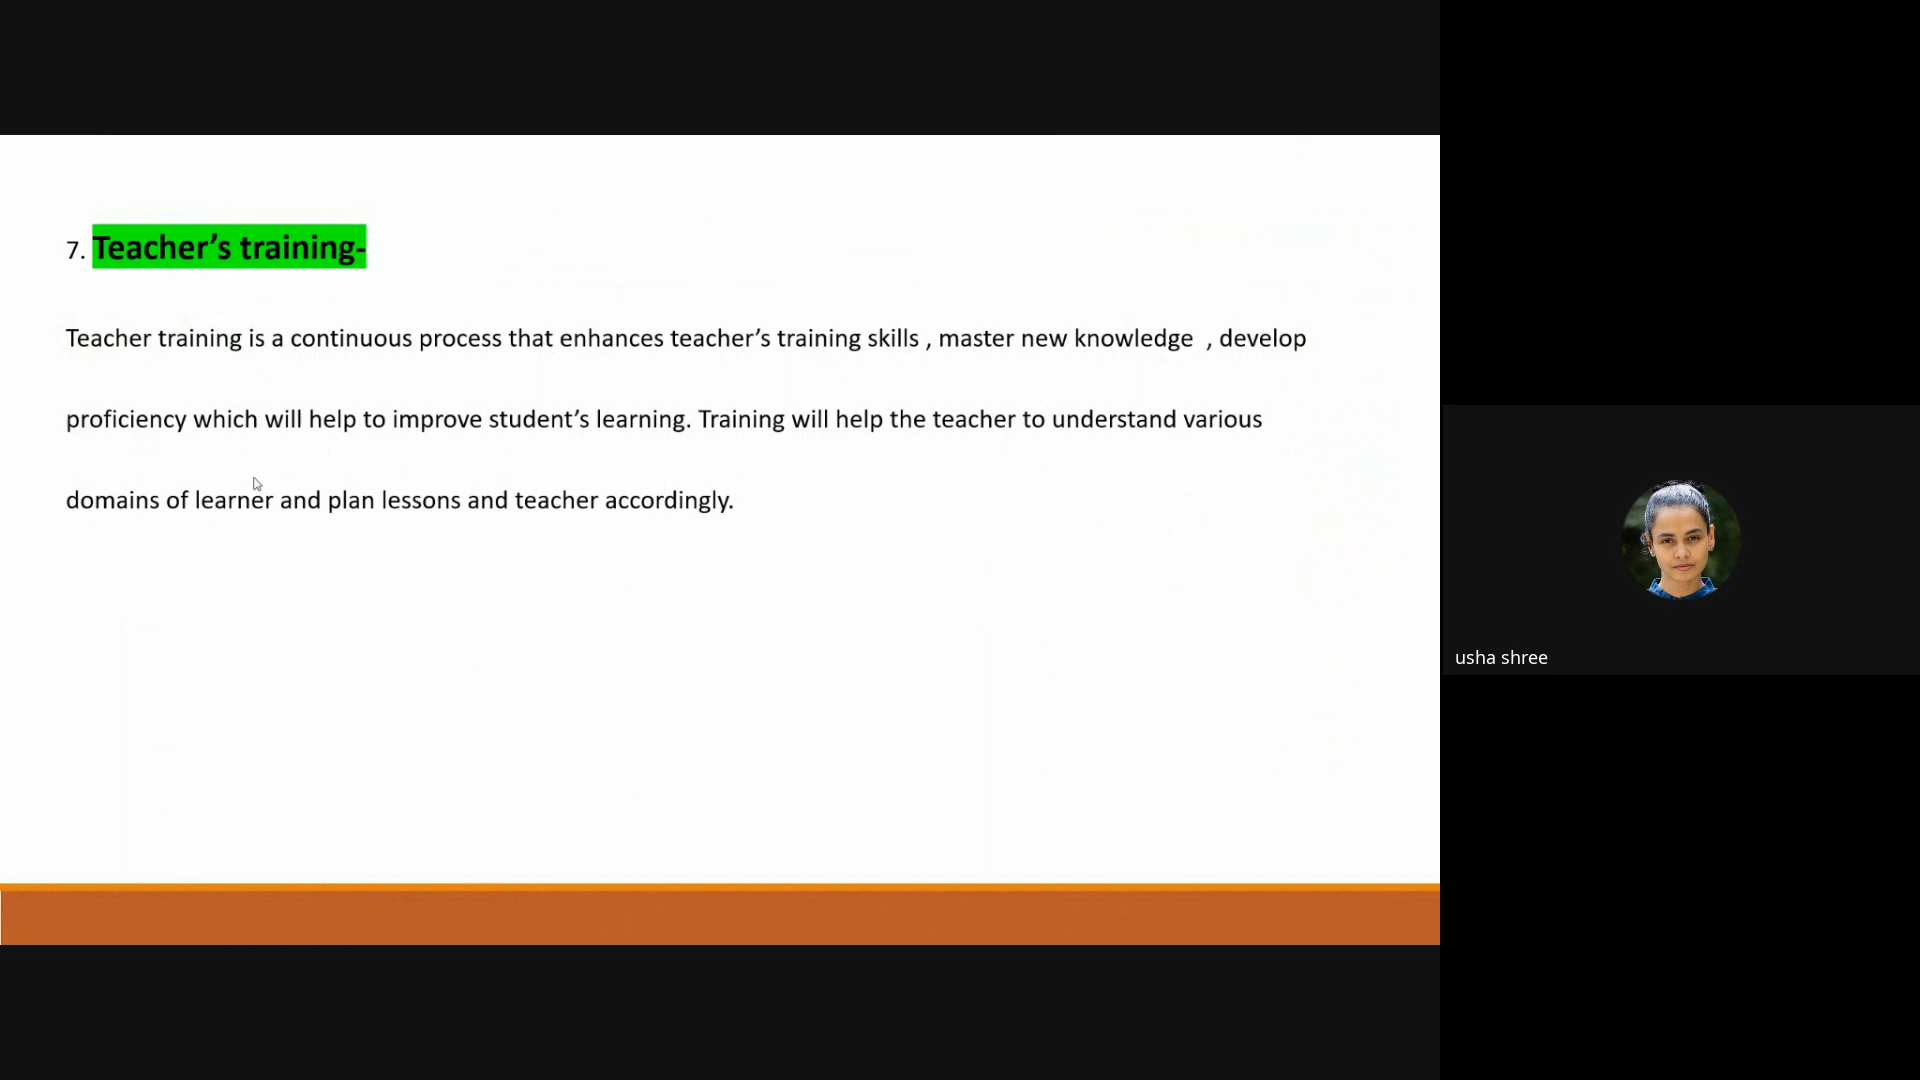 7. Teacher’s training-
Teacher training is a continuous process that enhances teacher’s training skills , master new knowledge  , develop
proficiency which will help to improve student’s learning. Training will help the teacher to understand various
domains of learner and plan lessons and teacher accordingly.
usha shree